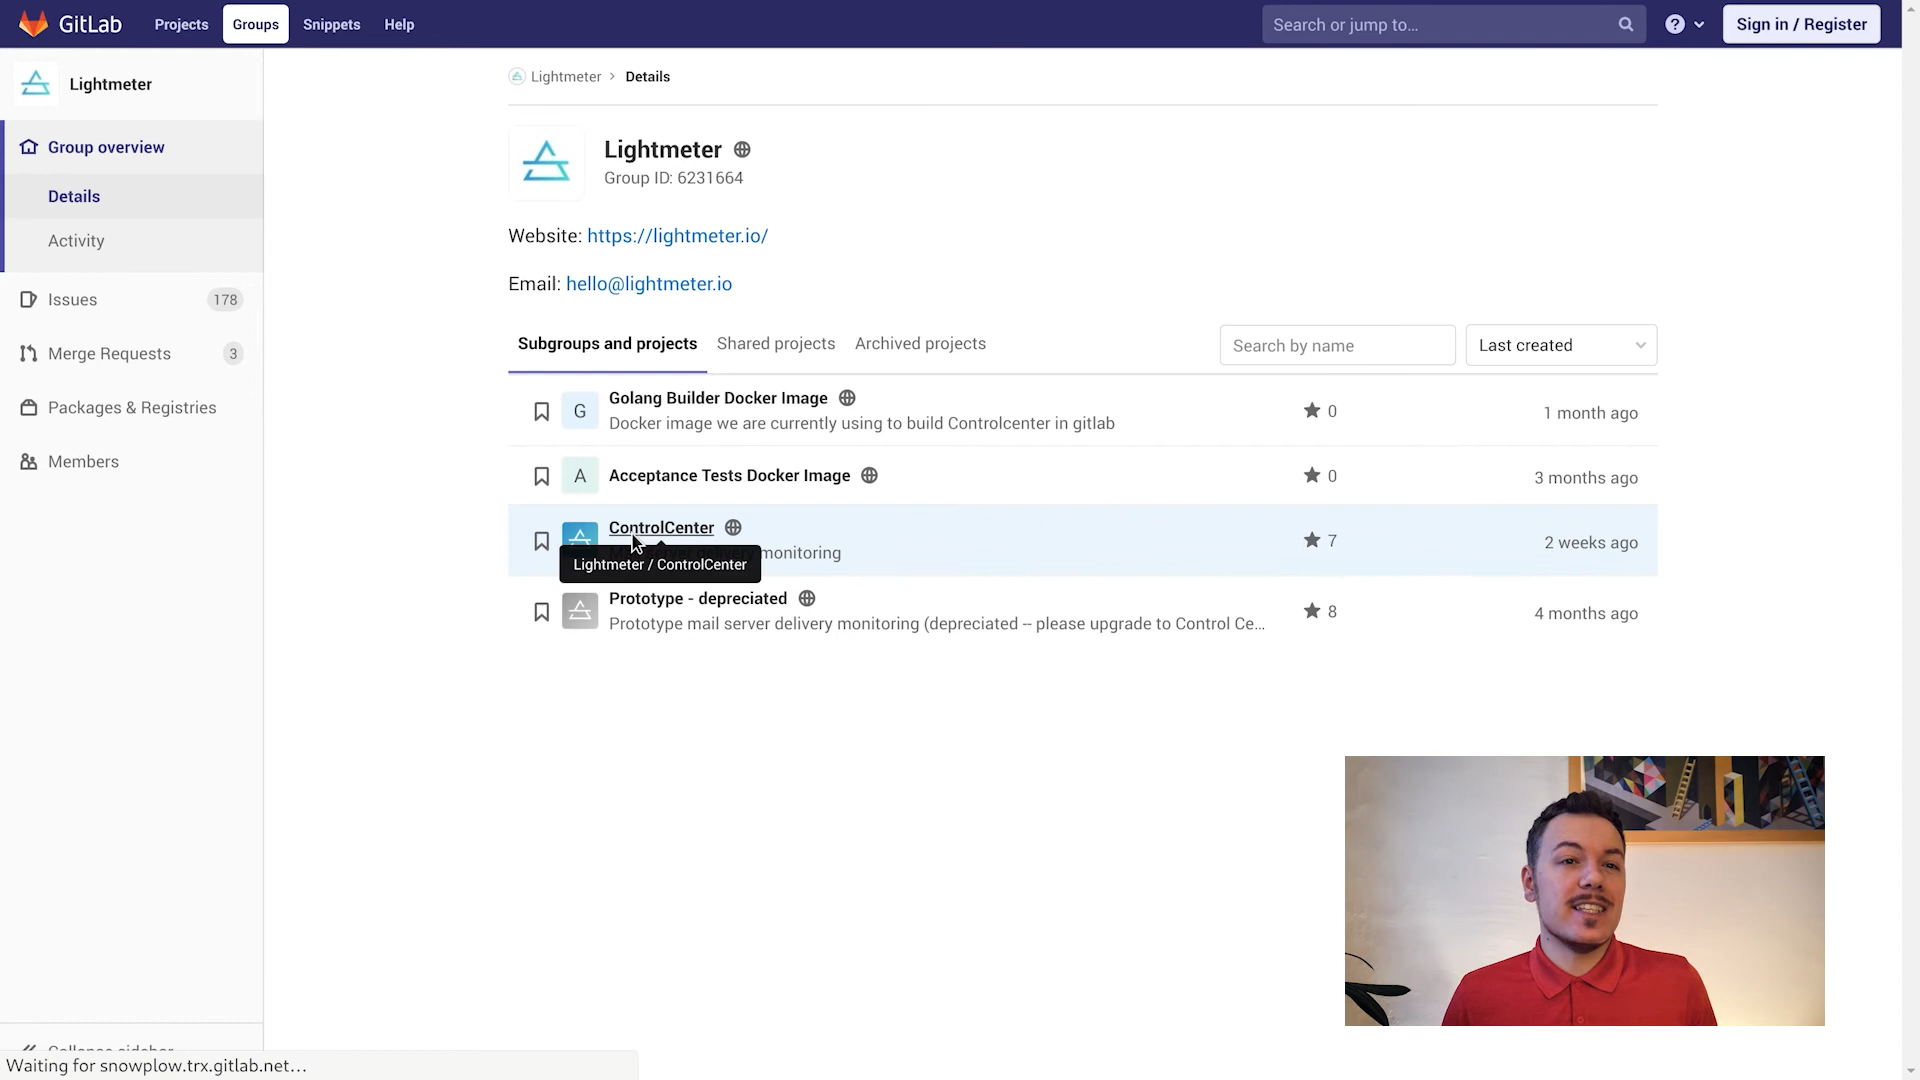 GitLab
Projects
Groups
Snippets
Help
Search or jump to...
Sign in / Register
Lightmeter
Group overview
Details
Activity
Issues
178
Merge Requests
3
Packages & Registries
Members
Lightmeter > Details
Lightmeter
Group ID: 6231664
Website: https://lightmeter.io/
Email: hello@lightmeter.io
Subgroups and projects
Shared projects
Archived projects
Search by name
Last created
G
Golang Builder Docker Image
Docker image we are currently using to build Controlcenter in gitlab
0
1 month ago
A
Acceptance Tests Docker Image
0
3 months ago
ControlCenter
monitoring
Lightmeter / ControlCenter
7
2 weeks ago
Prototype - depreciated
Prototype mail server delivery monitoring (depreciated -- please upgrade to Control Ce...
8
4 months ago
Collapse sidebar
Waiting for snowplow.trx.gitlab.net...